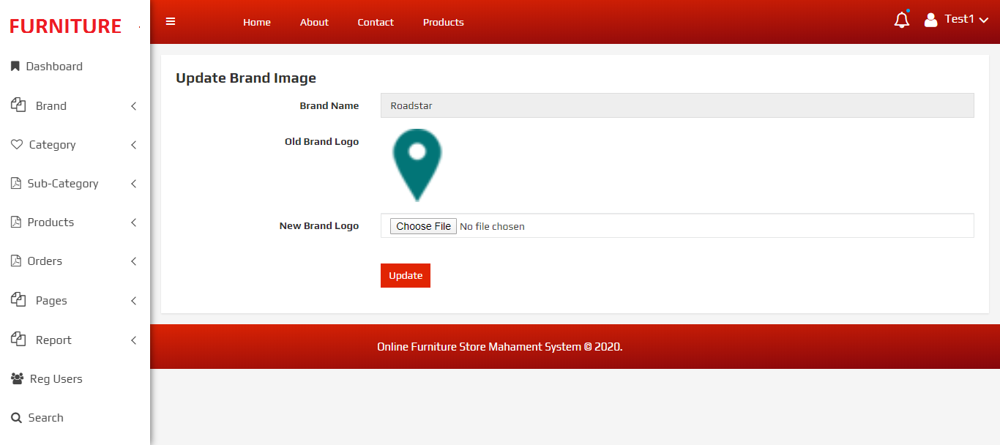 FURNITURE
Home About Contact Products
Test1
Dashboard
Brand
Category
Sub-Category
Products
Orders
Pages
Report
Reg Users
Search
Update Brand Image
Brand Name Roadstar
Old Brand Logo
New Brand Logo Choose File No file chosen
Update
Online Furniture Store Mahament System © 2020.